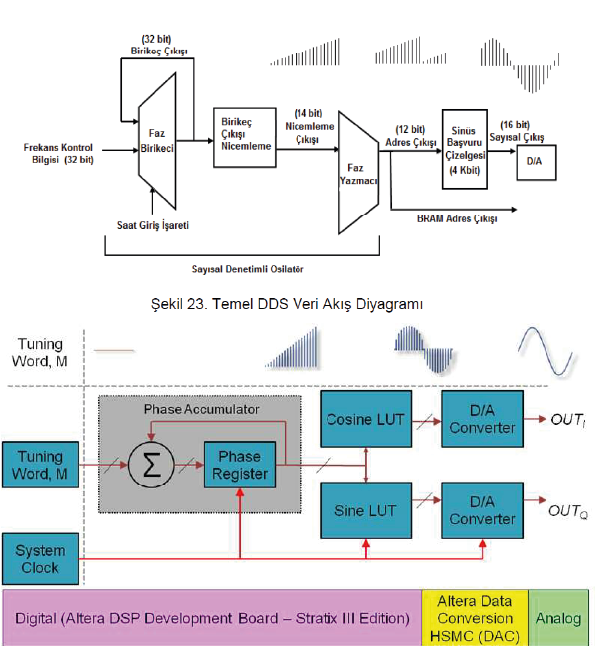 (32 bit)
Birikeç Çıkışı
Frekans Kontrol
Bilgisi (32 bit)
Faz
Birikeci
Saat Giriş İşareti
Birikeç
Çıkışı
Nicemleme
(14 bit)
Nicemleme
Çıkışı
Faz
Yazmacı
(12 bit)
Adres Çıkışı
Sinüs
Başvuru
Çizelgesi
(4 Kbit)
(16 bit)
Sayısal Çıkış
D/A
BRAM Adres Çıkışı
Sayısal Denetimli Osilatör
Şekil 23. Temel DDS Veri Akış Diyagramı
Tuning
Word, M
Phase Accumulator
Tuning
Word, M
Σ
Phase
Register
Cosine LUT
D/A
Converter
OUTI
Sine LUT
D/A
Converter
OUTQ
System
Clock
Digital (Altera DSP Development Board – Stratix III Edition)
Altera Data
Conversion
HSMC (DAC)
Analog